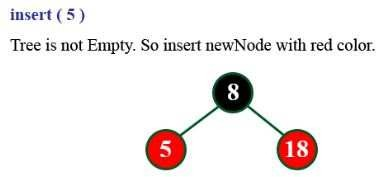 insert ( 5 )
Tree is not Empty. So insert newNode with red color.
8
5 18